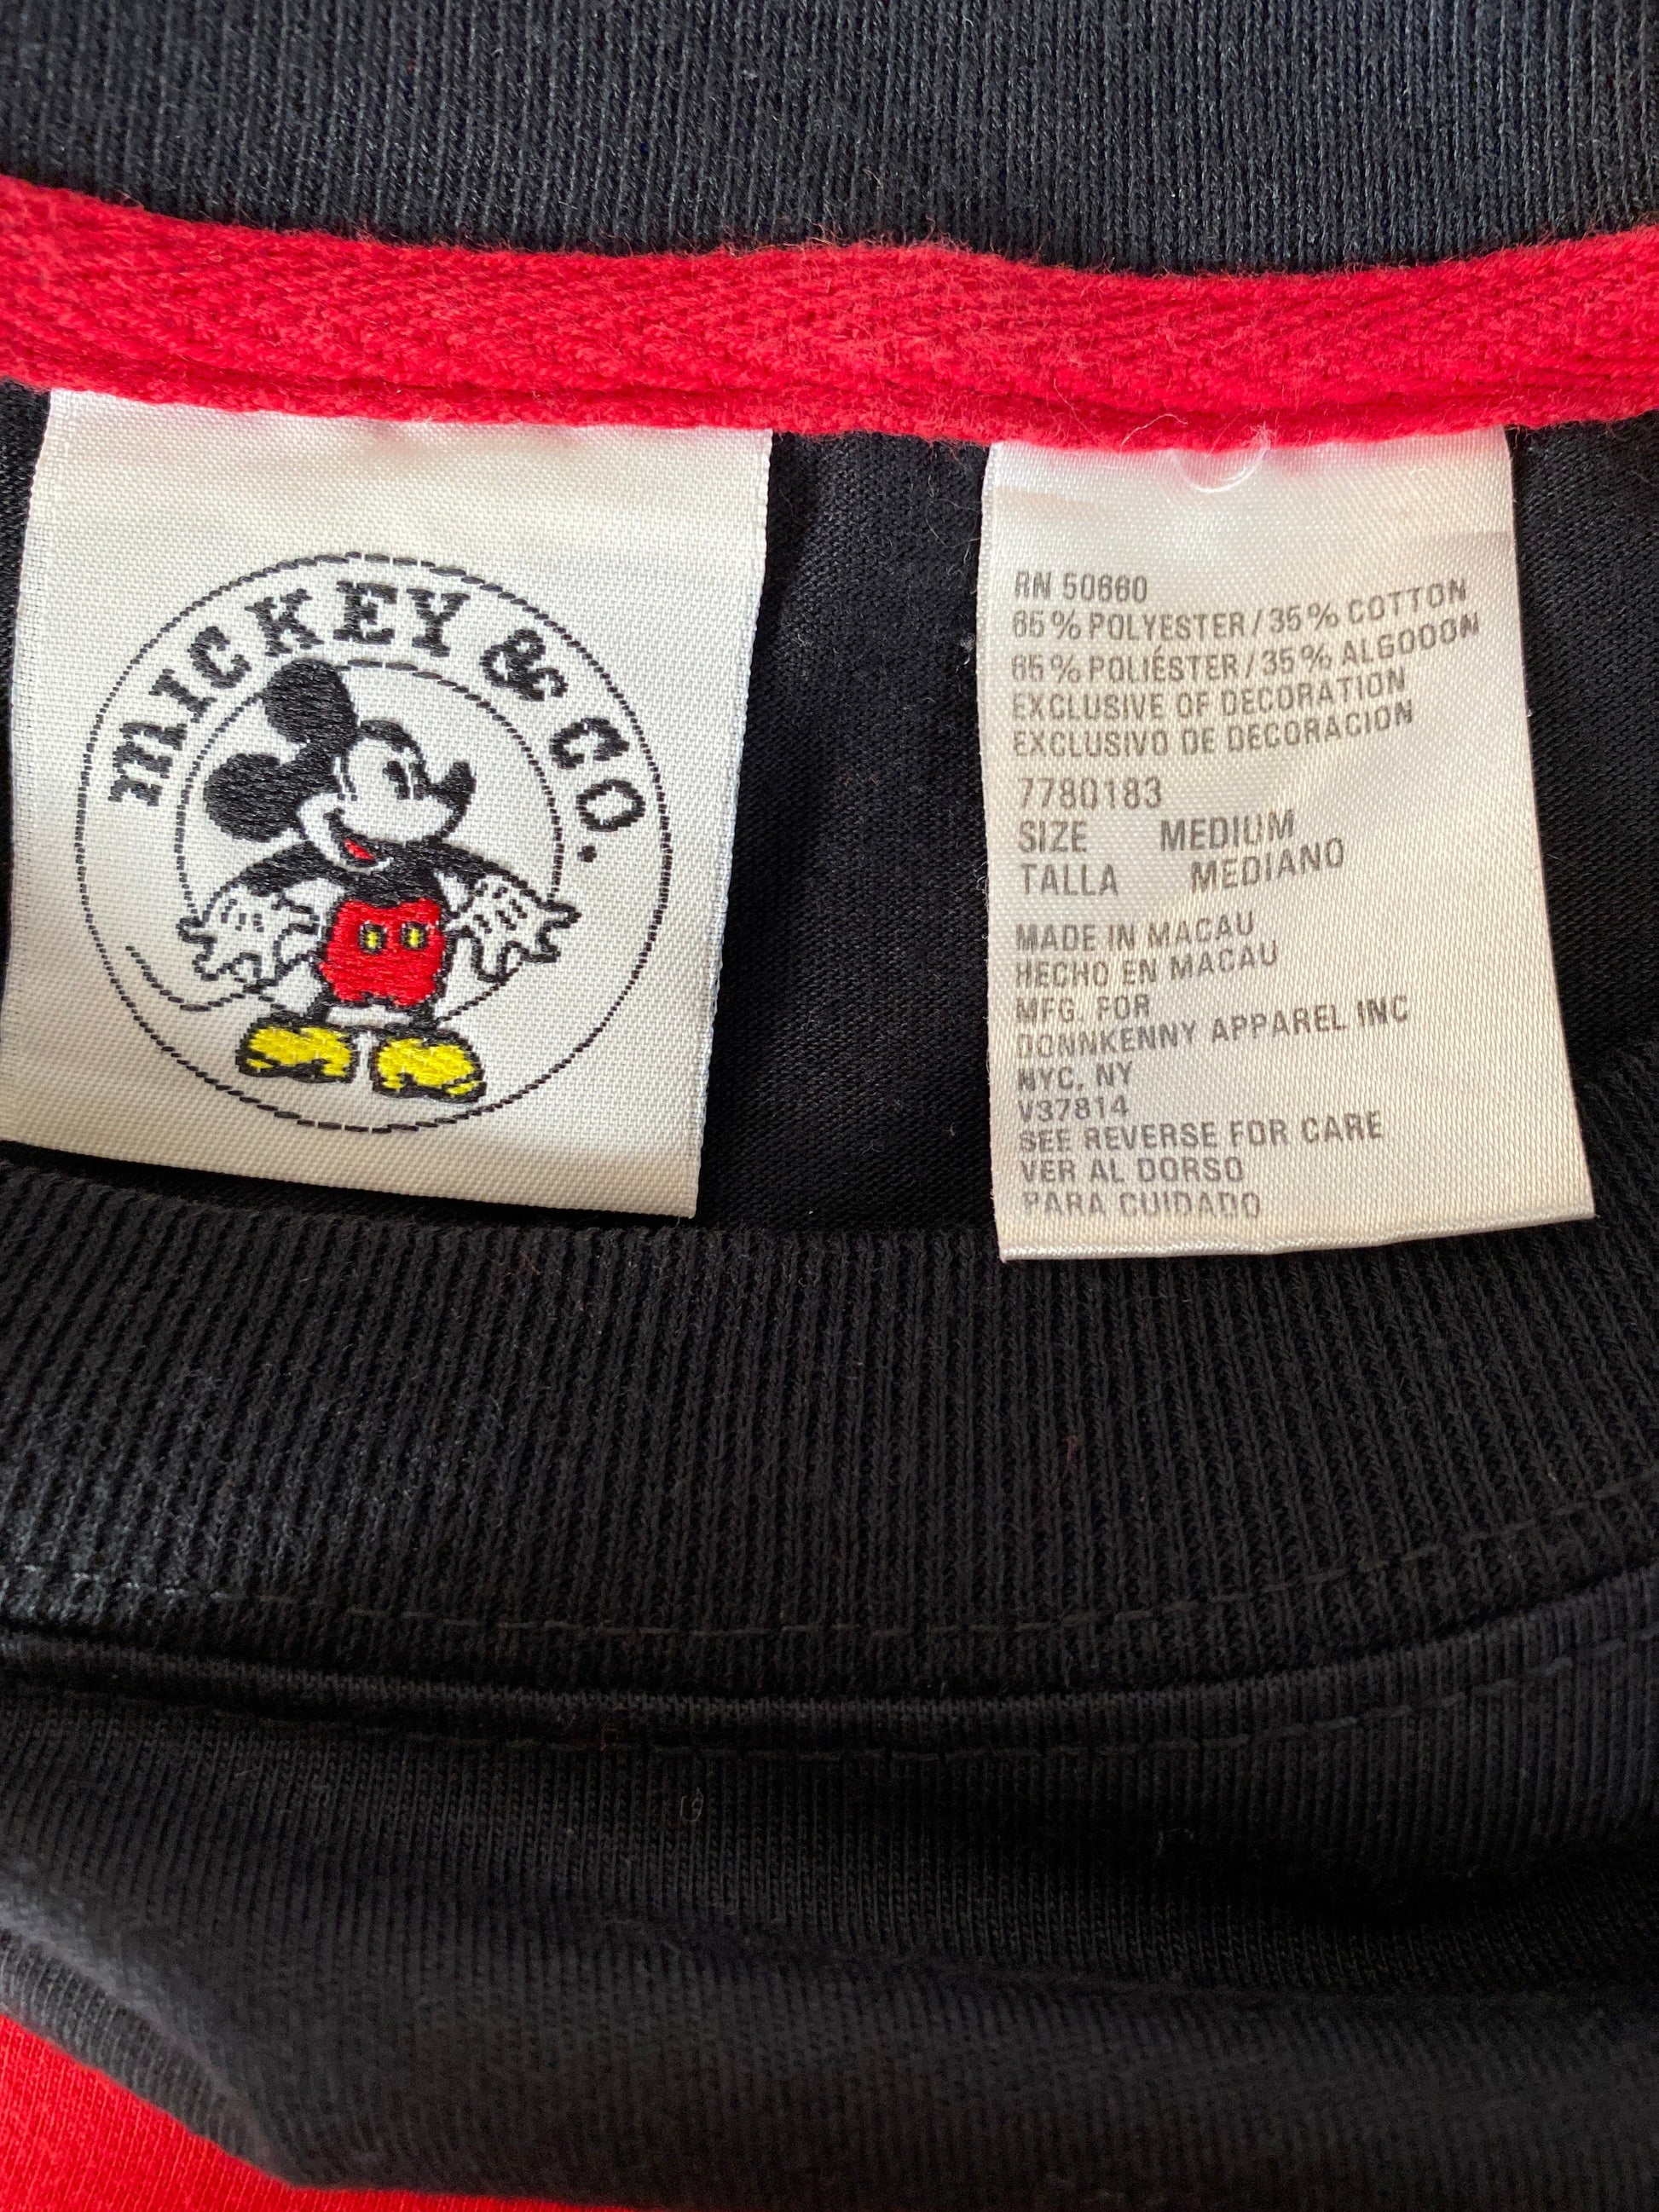 MICKEY & CO.
RN 50660
65% POLYESTER / 35% COTTON
65% POLIÉSTER / 35% ALGODON
EXCLUSIVE OF DECORATION
EXCLUSIVO DE DECORACION
7780183
SIZE MEDIUM
TALLA MEDIANO
MADE IN MACAU
HECHO EN MACAU
MFG. FOR
DONNKENNY APPAREL INC
NYC, NY
V37814
SEE REVERSE FOR CARE
VER AL DORSO
PARA CUIDADO